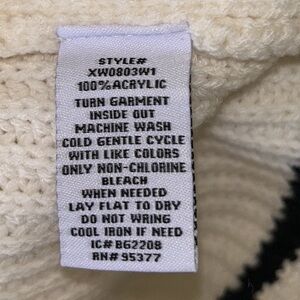 STYLE#
XW0803W1
100% ACRYLIC
TURN GARMENT
INSIDE OUT
MACHINE WASH
COLD GENTLE CYCLE
WITH LIKE COLORS
ONLY NON-CHLORINE
BLEACH
WHEN NEEDED
LAY FLAT TO DRY
DO NOT WRING
COOL IRON IF NEED
IC# B62208
RN# 95377